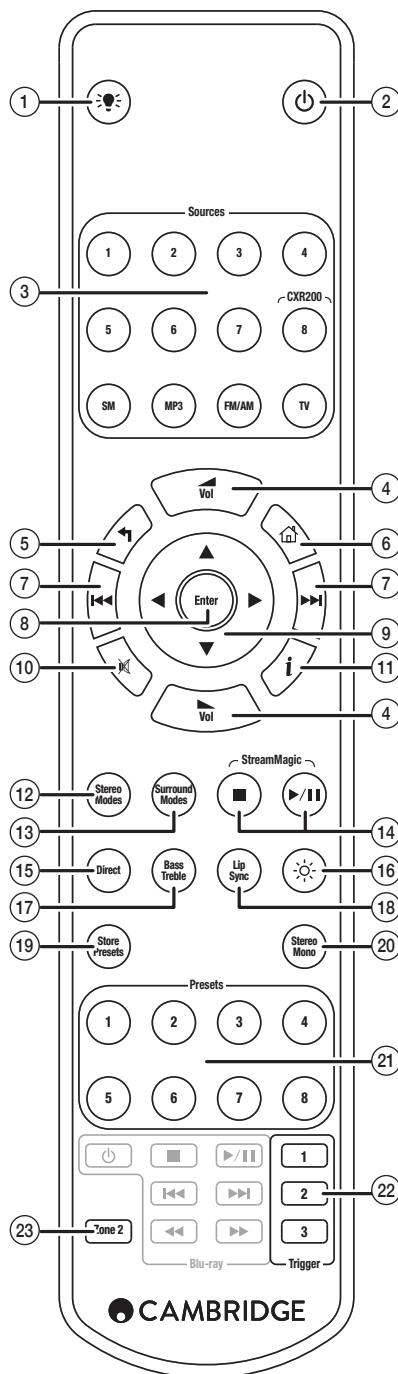 1
2
Sources
1 2 3 4
3
CXR200
5 6 7 8
SM MP3 FM/AM TV
Vol
4
5
6
7
7
8
Enter
9
10
i
11
Vol
4
StreamMagic
12
Stereo Modes
Surround Modes
13
14
15
Direct
Bass Treble
Lip Sync
16
17
18
19
Store Presets
Stereo Mono
20
Presets
1 2 3 4
21
5 6 7 8
1
2
22
23
Zone 2
3
Blu-ray
Trigger
CAMBRIDGE